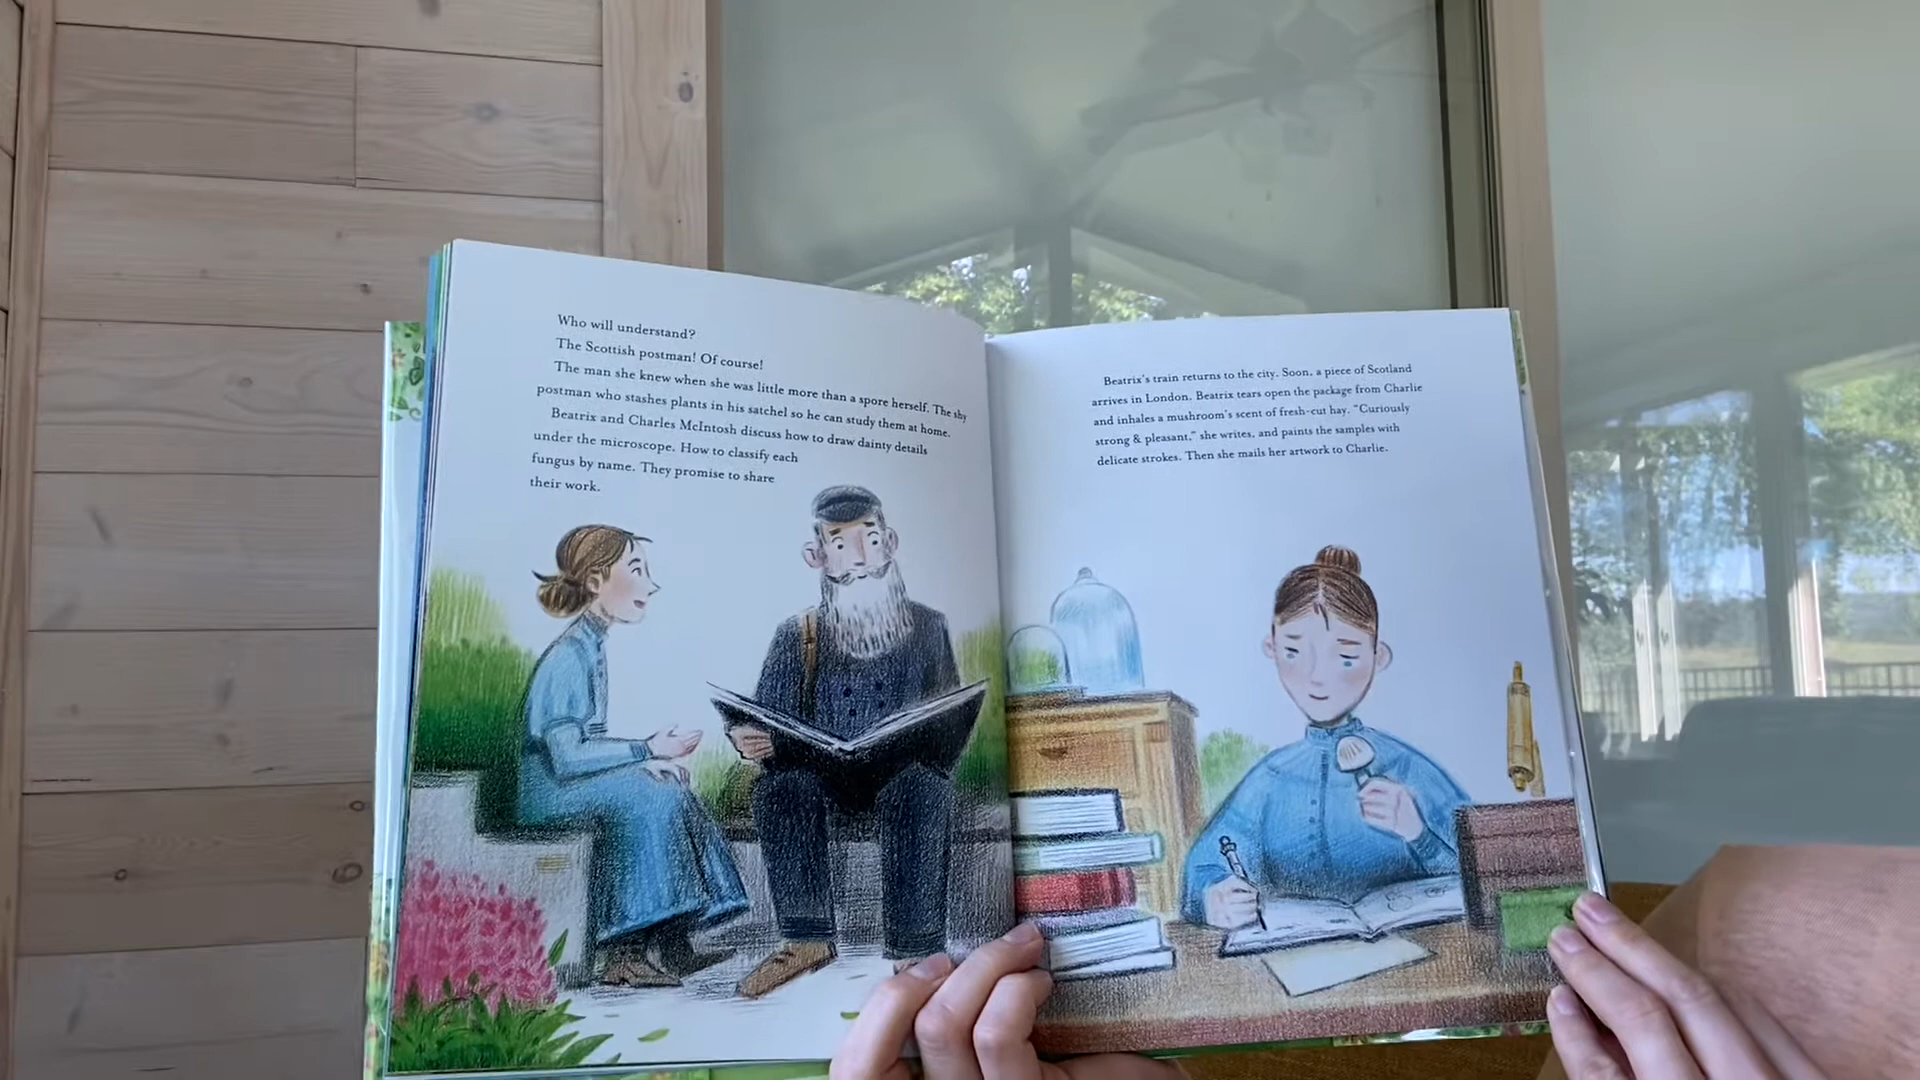 Who will understand?
The Scottish postman! Of course!
The man she knew when she was little more than a spore herself. The shy
postman who stashes plants in his satchel so he can study them at home.
Beatrix and Charles McIntosh discuss how to draw dainty details
under the microscope. How to classify each
fungus by name. They promise to share
their work.
Beatrix's train returns to the city. Soon, a piece of Scotland
arrives in London. Beatrix tears open the package from Charlie
and inhales a mushroom's scent of fresh-cut hay. "Curiously
strong & pleasant," she writes, and paints the samples with
delicate strokes. Then she mails her artwork to Charlie.